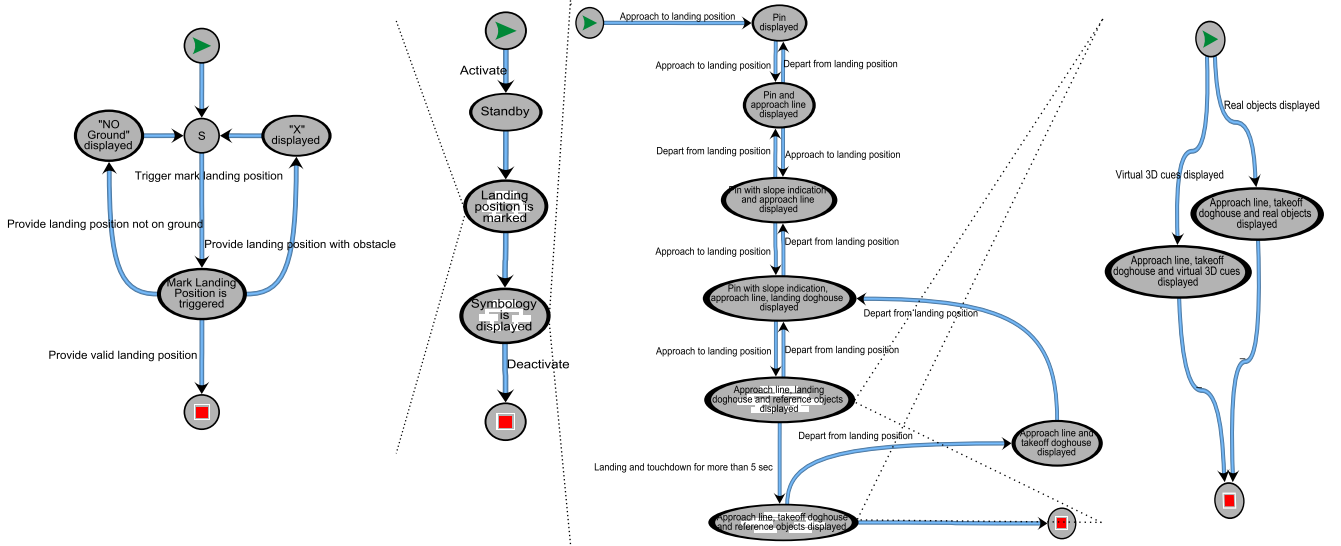 "NO
Ground"
displayed
S
"X"
displayed
Trigger mark landing position
Provide landing position not on ground
Provide landing position with obstacle
Mark Landing
Position is
triggered
Provide valid landing position
Activate
Standby
Landing
position is
marked
Symbology
is
displayed
Deactivate
Approach to landing position
Pin
displayed
Approach to landing position
Depart from landing position
Pin and
approach line
displayed
Depart from landing position
Approach to landing position
Pin with slope indication
and approach line
displayed
Approach to landing position
Depart from landing position
Pin with slope indication,
approach line, landing doghouse
displayed
Depart from landing position
Approach to landing position
Depart from landing position
Approach line, landing
doghouse and reference objects
displayed
Depart from landing position
Approach line and
takeoff doghouse
displayed
Landing and touchdown for more than 5 sec
Approach line, takeoff doghouse
and reference objects displayed
Real objects displayed
Virtual 3D cues displayed
Approach line, takeoff
doghouse and real objects
displayed
Approach line, takeoff
doghouse and virtual 3D cues
displayed